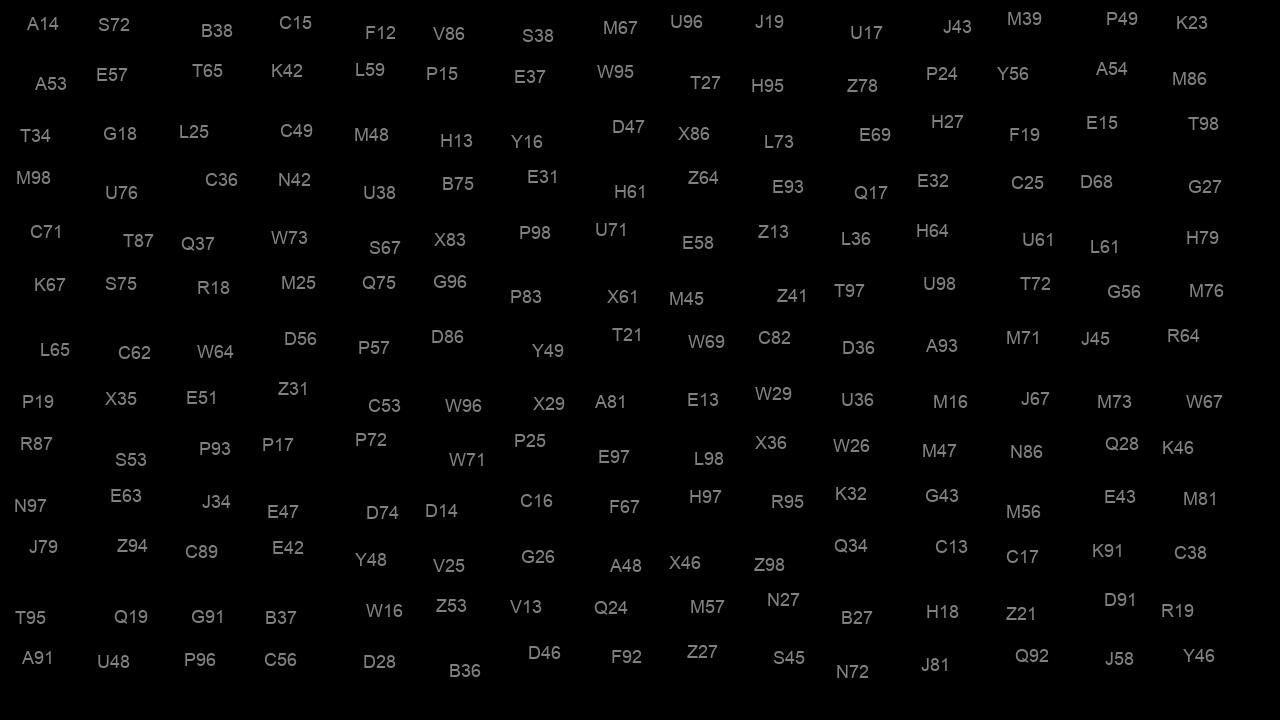 A14 S72 B38 C15 F12 V86 S38 M67 U96 J19 U17 J43 M39 P49 K23
A53 E57 T65 K42 L59 P15 E37 W95 T27 H95 Z78 P24 Y56 A54 M86
T34 G18 L25 C49 M48 H13 Y16 D47 X86 L73 E69 H27 F19 E15 T98
M98 U76 C36 N42 U38 B75 E31 H61 Z64 E93 Q17 E32 C25 D68 G27
C71 T87 Q37 W73 S67 X83 P98 U71 E58 Z13 L36 H64 U61 L61 H79
K67 S75 R18 M25 Q75 G96 P83 X61 M45 Z41 T97 U98 T72 G56 M76
L65 C62 W64 D56 P57 D86 Y49 T21 W69 C82 D36 A93 M71 J45 R64
P19 X35 E51 Z31 C53 W96 X29 A81 E13 W29 U36 M16 J67 M73 W67
R87 S53 P93 P17 P72 W71 P25 E97 L98 X36 W26 M47 N86 Q28 K46
N97 E63 J34 E47 D74 D14 C16 F67 H97 R95 K32 G43 M56 E43 M81
J79 Z94 C89 E42 Y48 V25 G26 A48 X46 Z98 Q34 C13 C17 K91 C38
T95 Q19 G91 B37 W16 Z53 V13 Q24 M57 N27 B27 H18 Z21 D91 R19
A91 U48 P96 C56 D28 B36 D46 F92 Z27 S45 N72 J81 Q92 J58 Y46